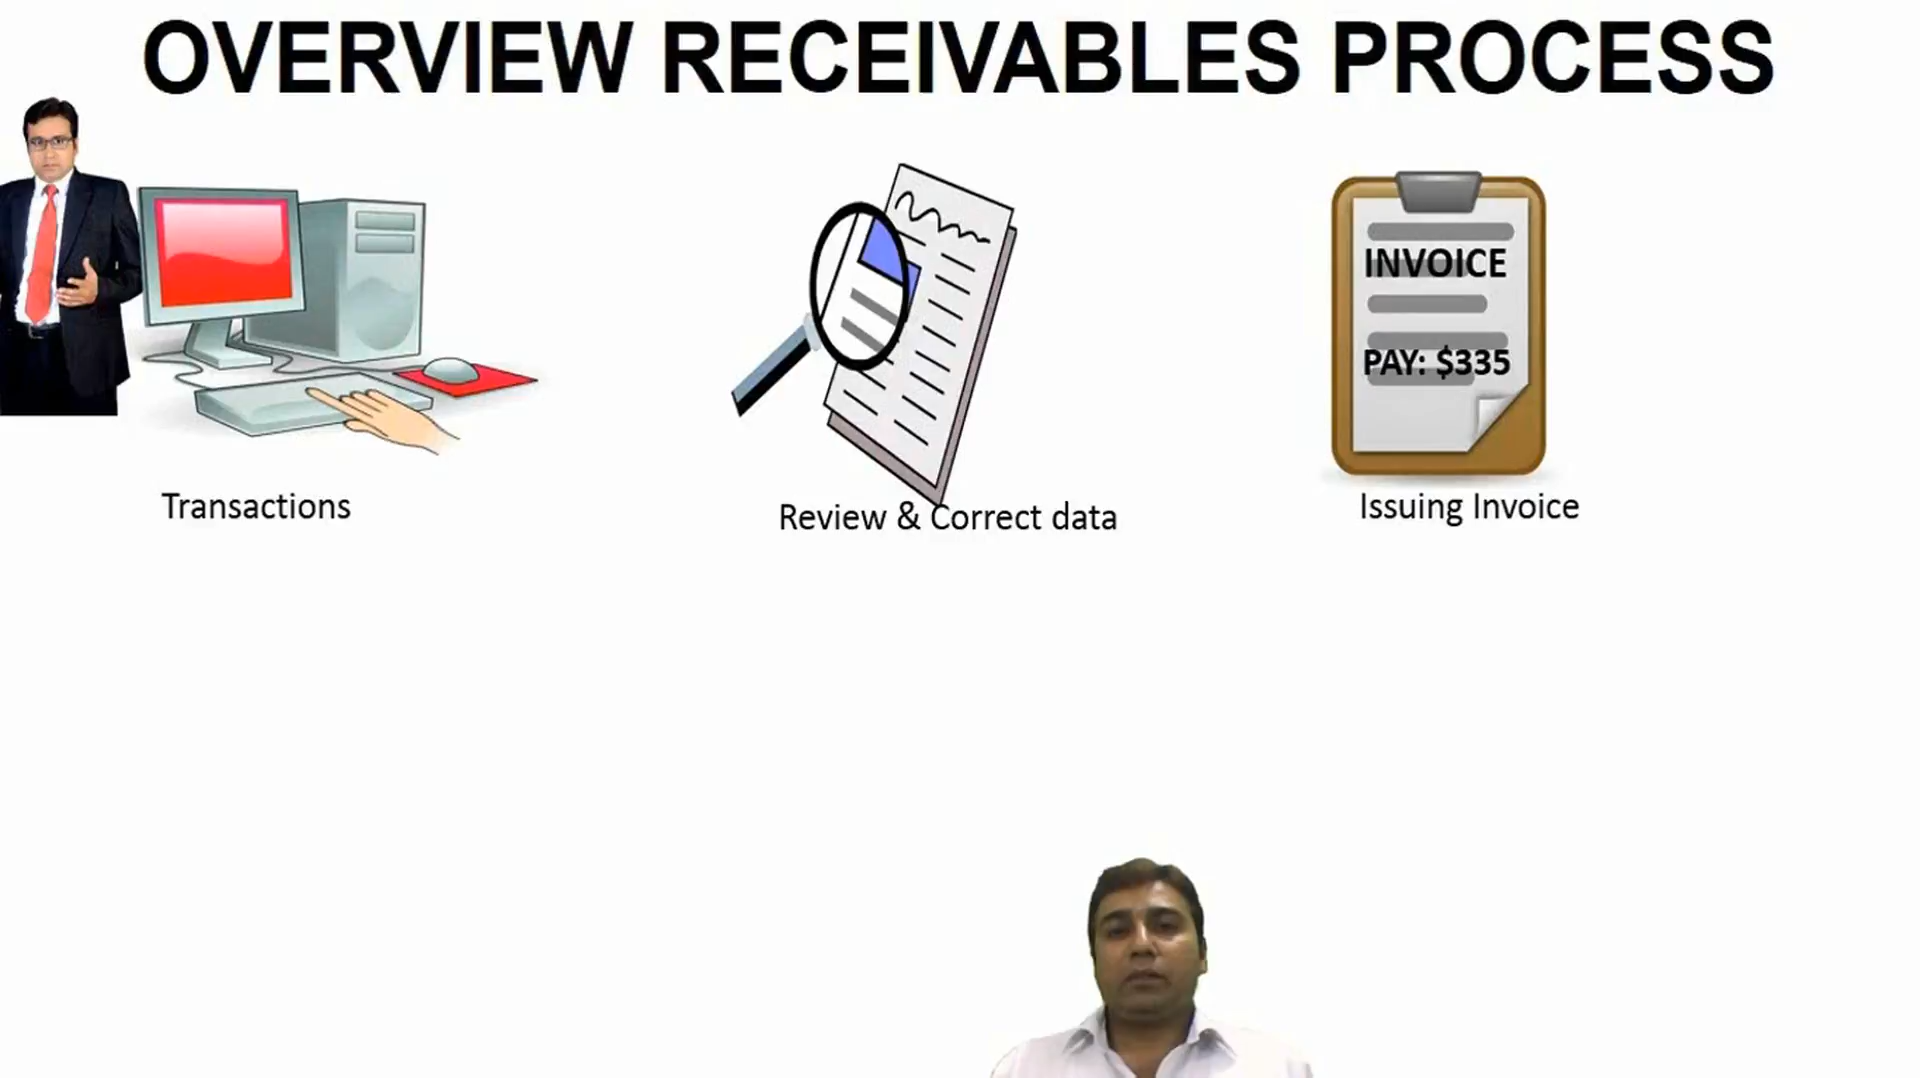 OVERVIEW RECEIVABLES PROCESS
INVOICE
PAY: $335
Transactions
Review & Correct data
Issuing Invoice